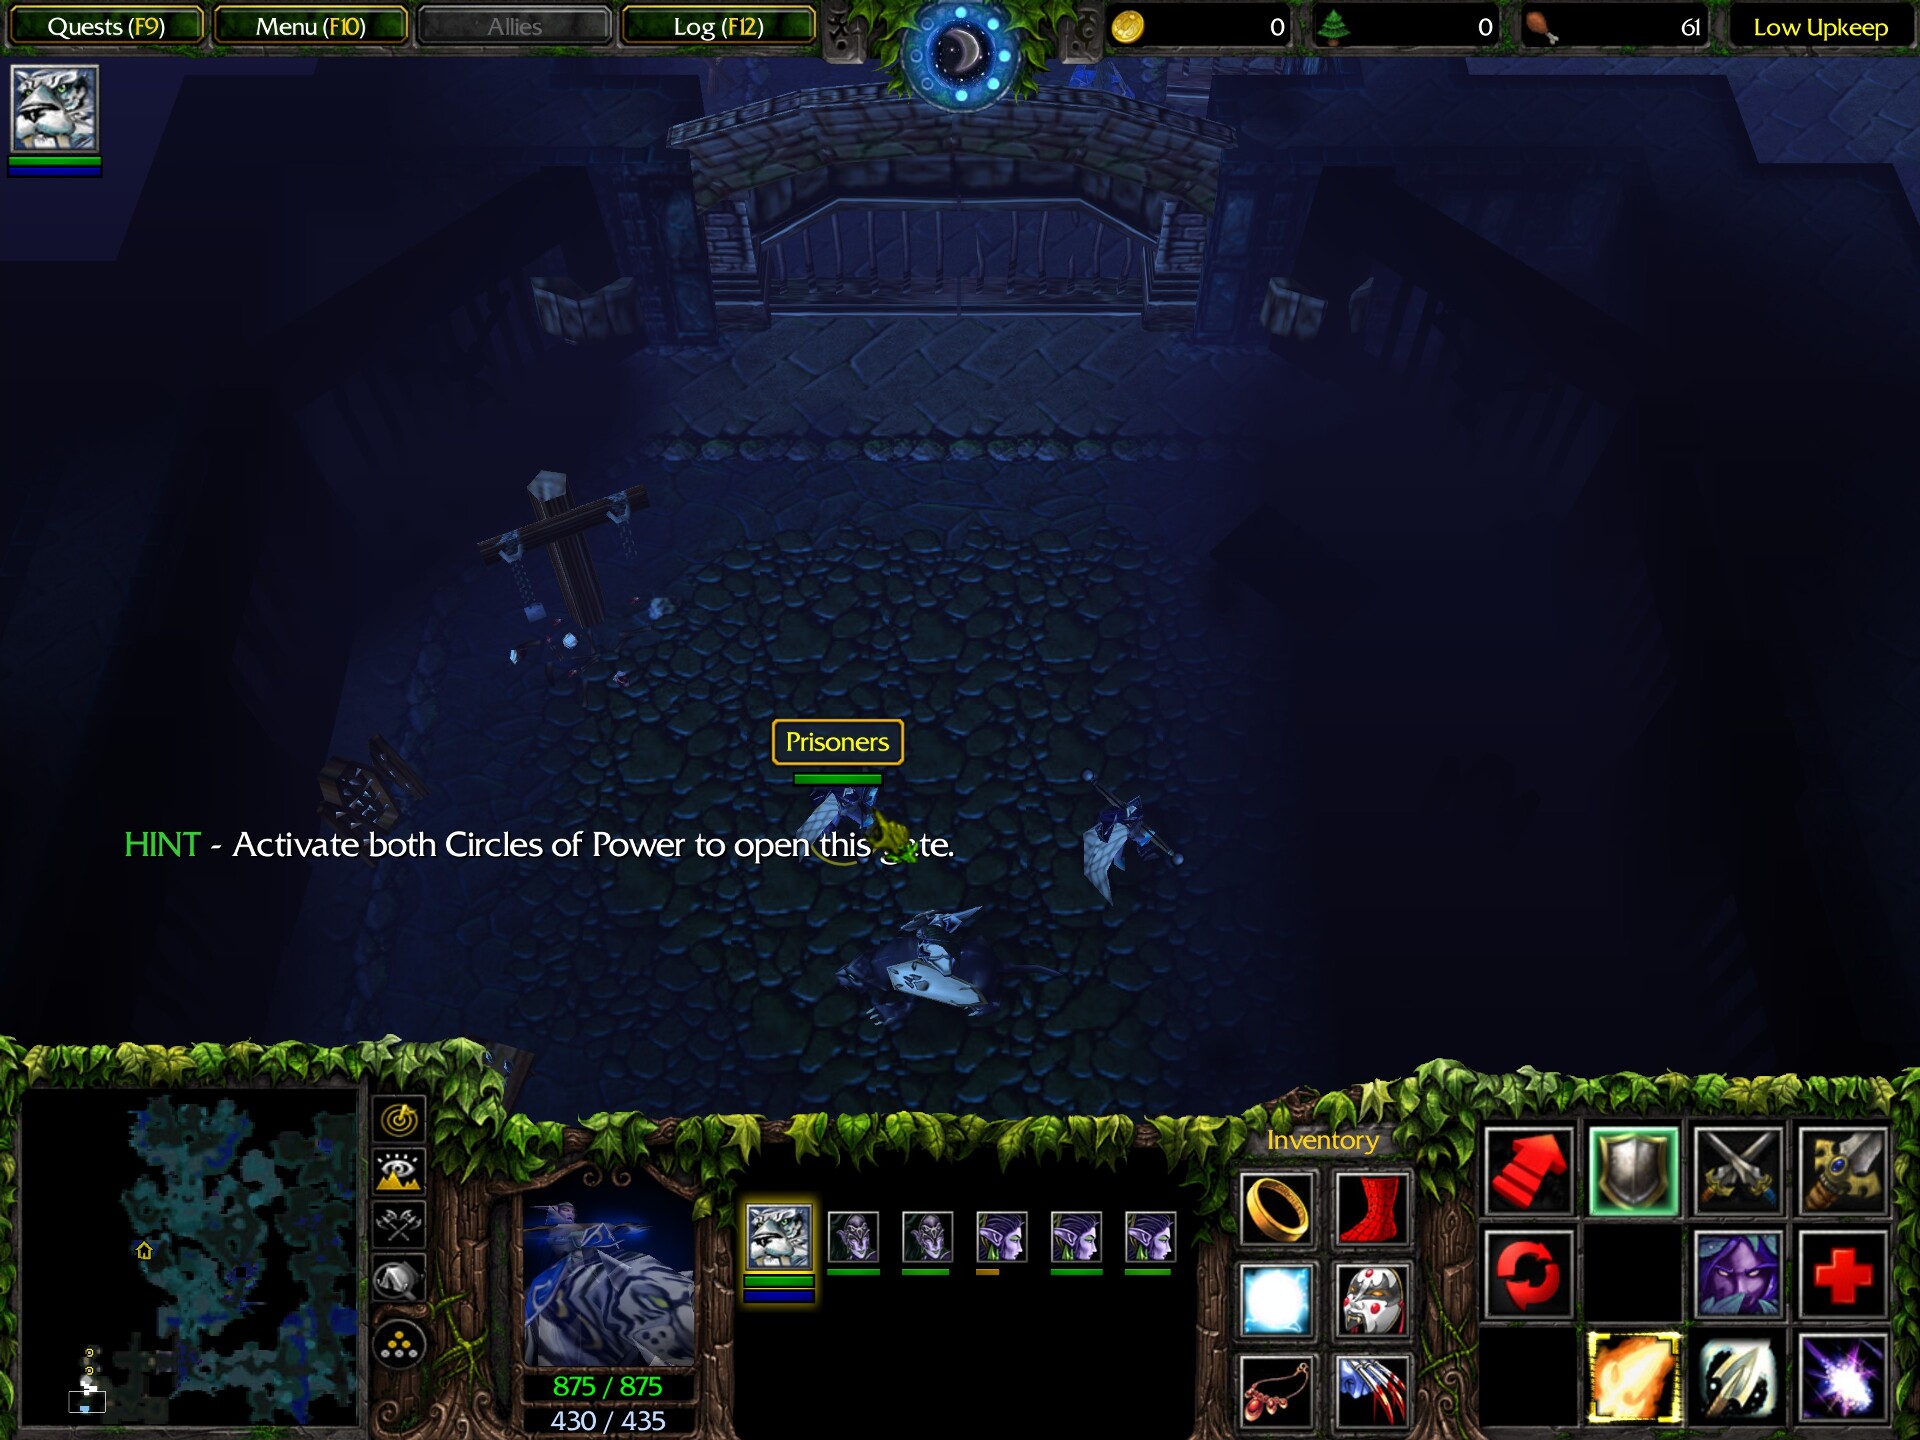 Quests (F9) Menu (F10) Allies Log (F12) 0 0 61 Low Upkeep
Prisoners
HINT - Activate both Circles of Power to open this gate.
Inventory
875 / 875
430 / 435